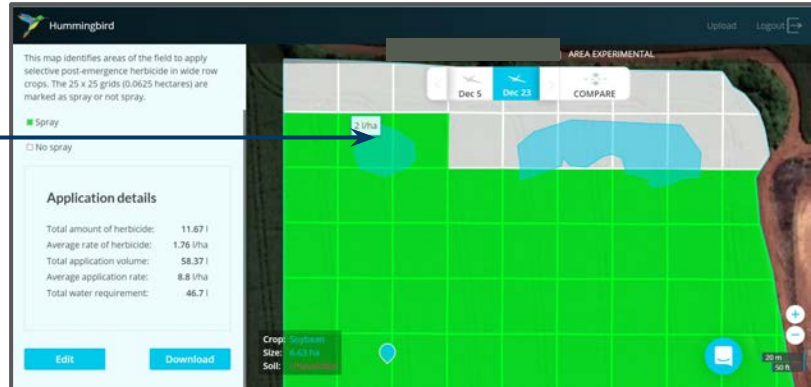 Hummingbird
Upload
Logout
This map identifies areas of the field to apply
selective post-emergence herbicide in wide row
crops. The 25 x 25 grids (0.0625 hectares) are
marked as spray or not spray.
Spray
No spray
Application details
Total amount of herbicide: 11.67 l
Average rate of herbicide: 1.76 l/ha
Total application volume: 58.37 l
Average application rate: 8.8 l/ha
Total water requirement: 46.7 l
Edit
Download
AREA EXPERIMENTAL
Dec 5
Dec 23
COMPARE
2 l/ha
Crop: Soybean
Size: 6.63 ha
Soil:
20 m
50 ft